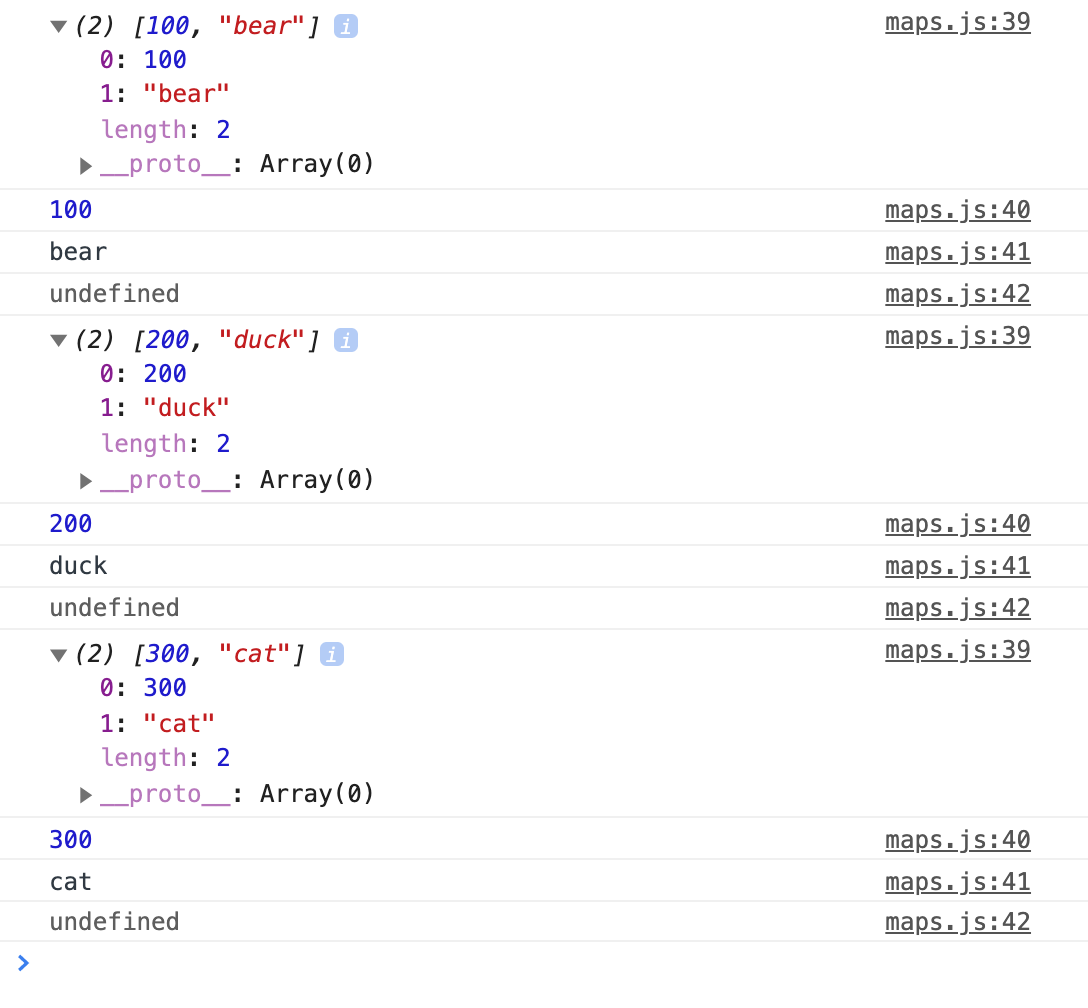 ▼(2) [100, "bear"] i maps.js:39
0: 100
1: "bear"
length: 2
▶__proto__: Array(0)
100 maps.js:40
bear maps.js:41
undefined maps.js:42
▼(2) [200, "duck"] i maps.js:39
0: 200
1: "duck"
length: 2
▶__proto__: Array(0)
200 maps.js:40
duck maps.js:41
undefined maps.js:42
▼(2) [300, "cat"] i maps.js:39
0: 300
1: "cat"
length: 2
▶__proto__: Array(0)
300 maps.js:40
cat maps.js:41
undefined maps.js:42
>